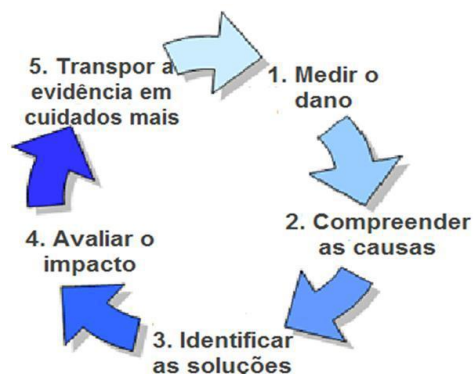 1. Medir o
dano
2. Compreender
as causas
3. Identificar
as soluções
4. Avaliar o
impacto
5. Transpor a
evidência em
cuidados mais